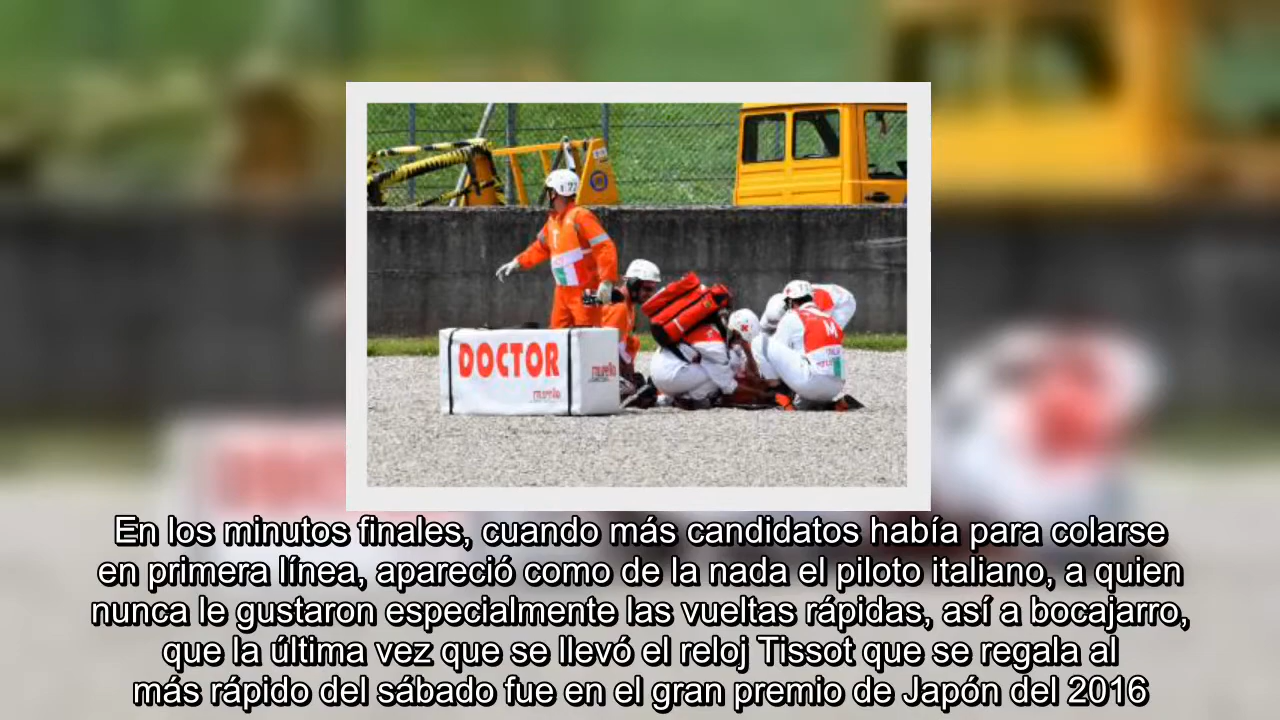 DOCTOR
mugello
En los minutos finales, cuando más candidatos había para colarse
en primera línea, apareció como de la nada el piloto italiano, a quien
nunca le gustaron especialmente las vueltas rápidas, así a bocajarro,
que la última vez que se llevó el reloj Tissot que se regala al
más rápido del sábado fue en el gran premio de Japón del 2016